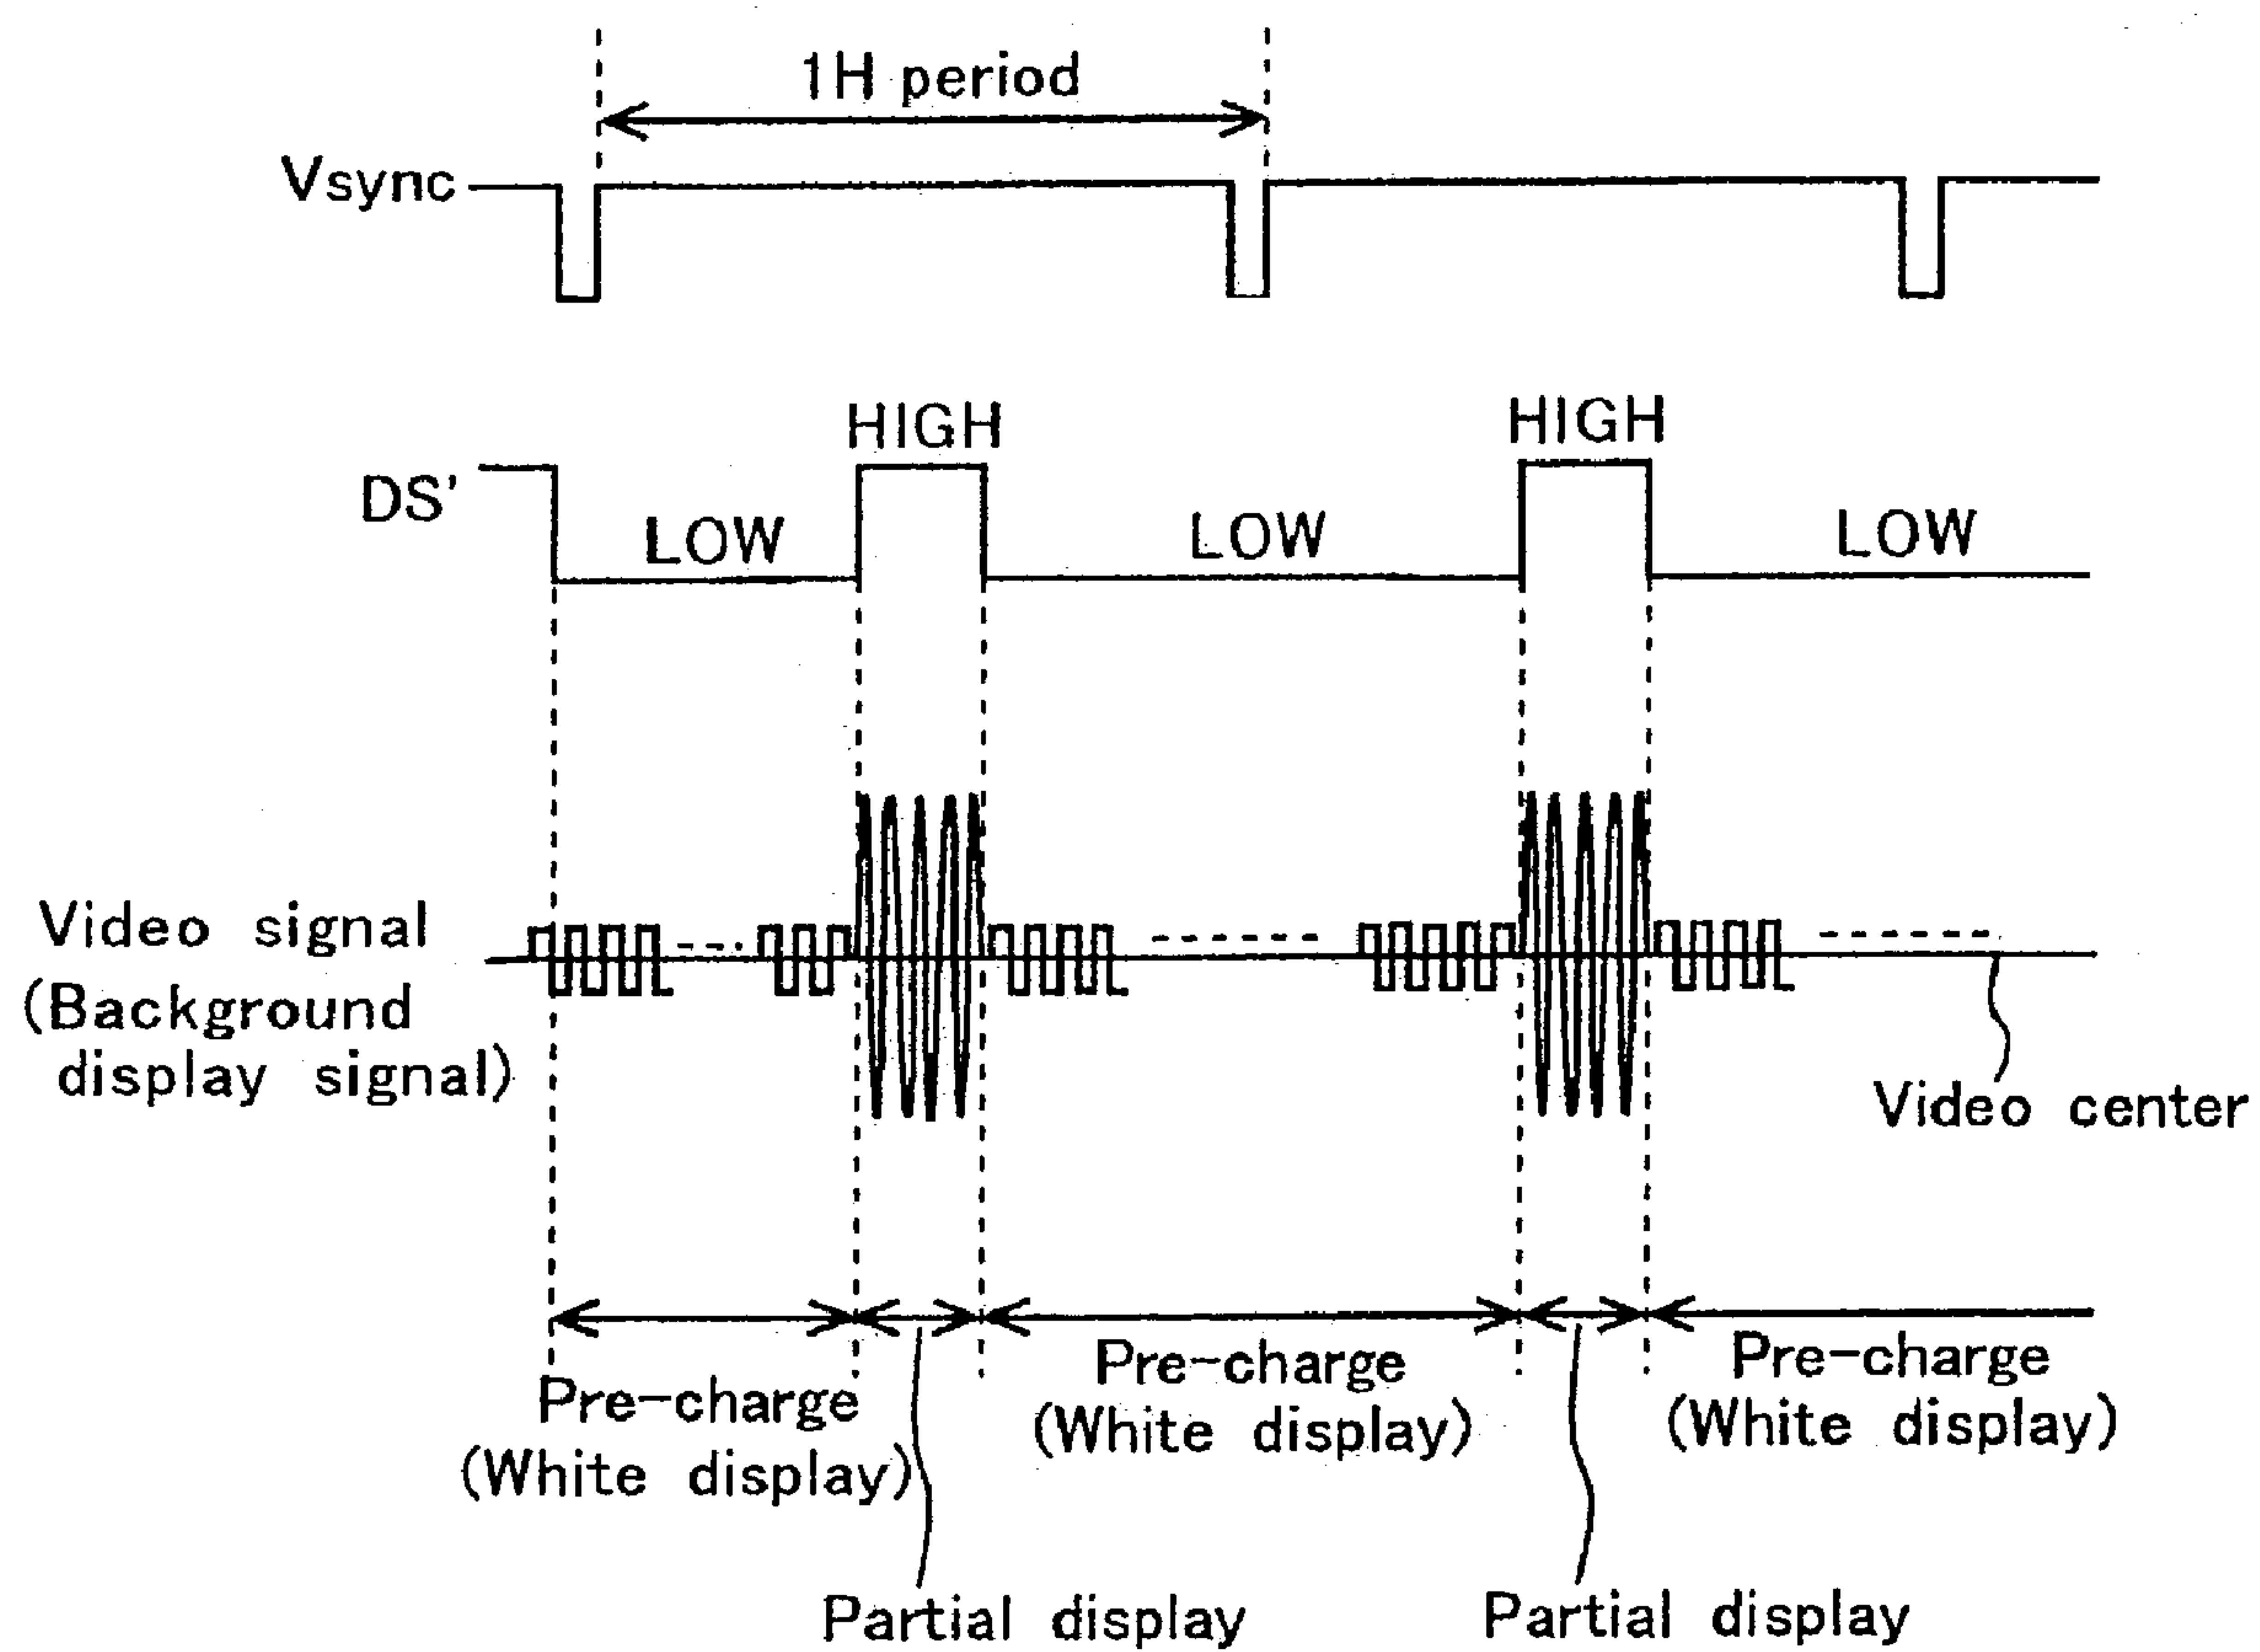 1H period
Vsync
HIGH
HIGH
DS'
LOW
LOW
LOW
Video signal
(Background
display signal)
Video center
Pre-charge
(White display)
Pre-charge
(White display)
Pre-charge
(White display)
Partial display
Partial display